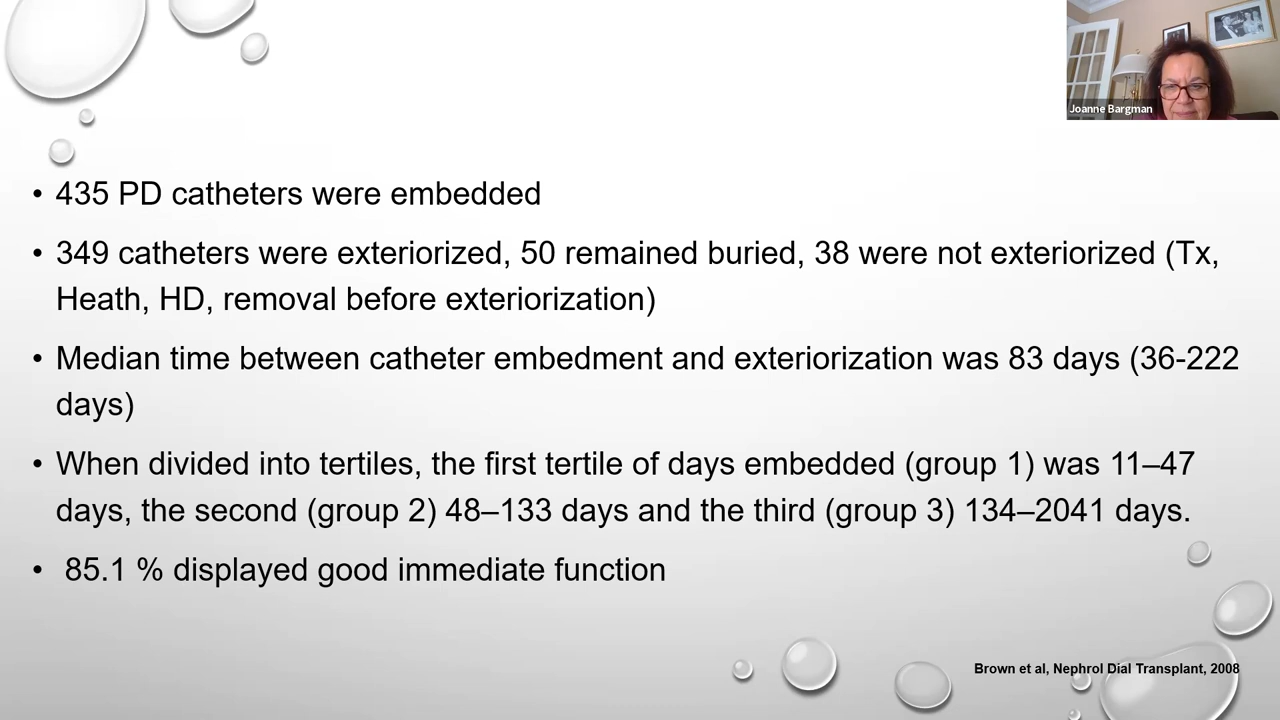 Joanne Bargman
• 435 PD catheters were embedded
• 349 catheters were exteriorized, 50 remained buried, 38 were not exteriorized (Tx,
Heath, HD, removal before exteriorization)
• Median time between catheter embedment and exteriorization was 83 days (36-222
days)
• When divided into tertiles, the first tertile of days embedded (group 1) was 11–47
days, the second (group 2) 48–133 days and the third (group 3) 134–2041 days.
• 85.1 % displayed good immediate function
Brown et al, Nephrol Dial Transplant, 2008